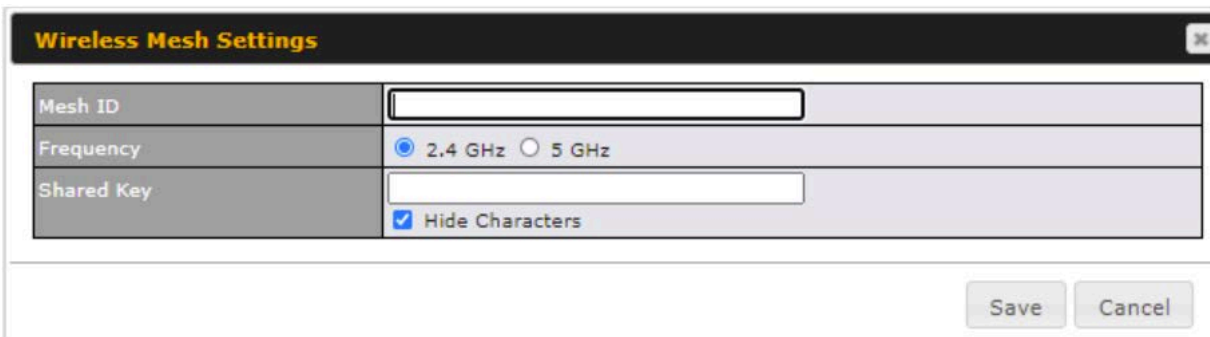 Wireless Mesh Settings
Mesh ID
Frequency 2.4 GHz 5 GHz
Shared Key
Hide Characters
Save Cancel